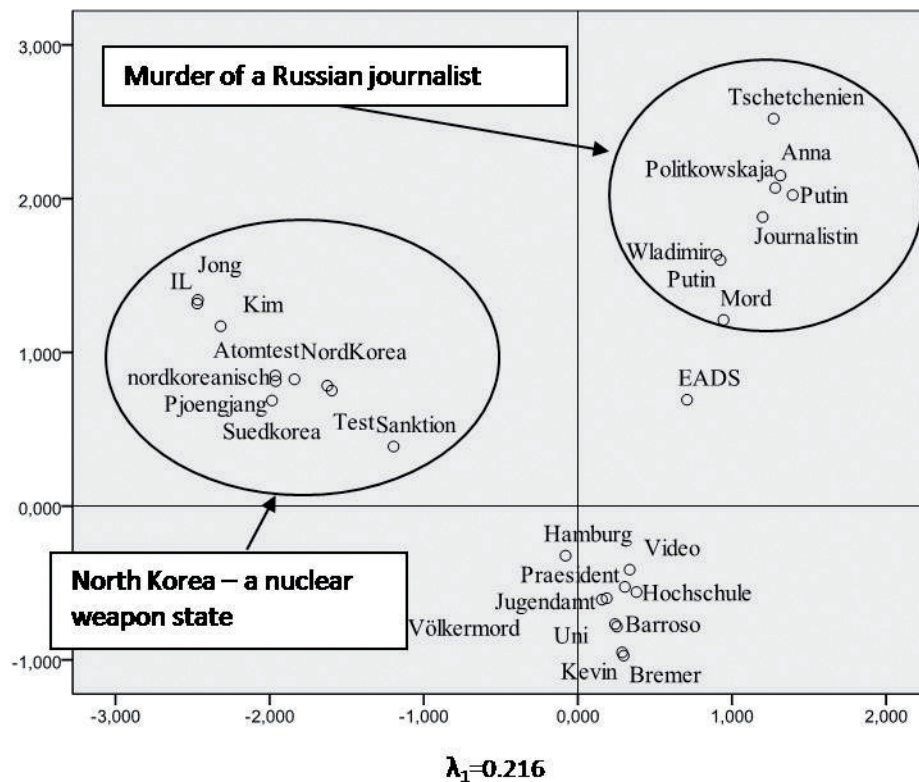 3,000
Murder of a Russian journalist
Tschetchenien
Anna
Politkowskaja
2,000
Putin
Journalistin
Wladimir
Putin
Jong
IL
Kim
Mord
1,000
Atomtest NordKorea
nordkoreanisch
EADS
Pjoengjang
Suedkorea
Test Sanktion
0,000
Hamburg
Video
North Korea – a nuclear
weapon state
Praesident
Jugendamt
Hochschule
Völkermord
Uni
Barroso
-1,000
Kevin
Bremer
-3,000 -2,000 -1,000 0,000 1,000 2,000
λ₁=0.216